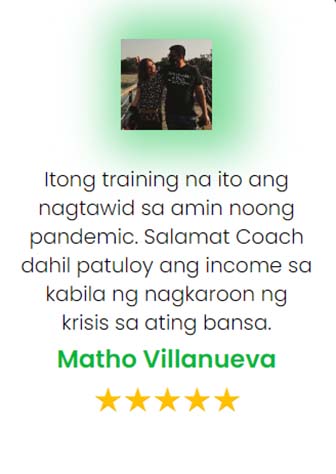 Itong training na ito ang
nagtawid sa amin noong
pandemic. Salamat Coach
dahil patuloy ang income sa
kabila ng nagkaroon ng
krisis sa ating bansa.
Matho Villanueva